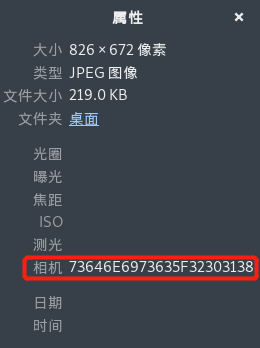 属性 ×
大小 826 × 672 像素
类型 JPEG 图像
文件大小 219.0 KB
文件夹 桌面
光圈
曝光
焦距
ISO
测光
相机 73646E6973635F32303138
日期
时间